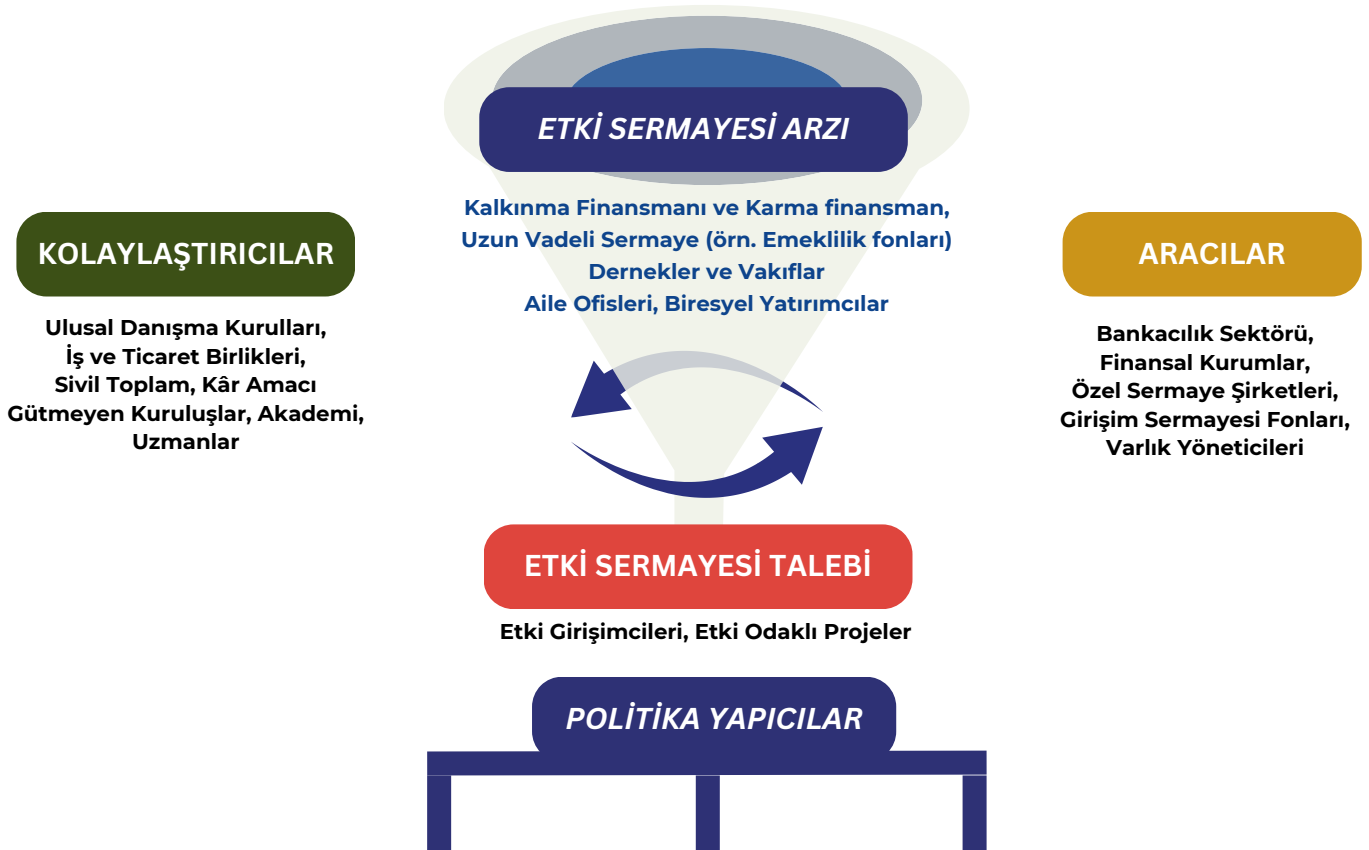 ETKİ SERMAYESİ ARZI
Kalkınma Finansmanı ve Karma finansman,
Uzun Vadeli Sermaye (örn. Emeklilik fonları)
Dernekler ve Vakıflar
Aile Ofisleri, Biresyel Yatırımcılar
KOLAYLAŞTIRICILAR
Ulusal Danışma Kurulları,
İş ve Ticaret Birlikleri,
Sivil Toplam, Kâr Amacı
Gütmeyen Kuruluşlar, Akademi,
Uzmanlar
ARACILAR
Bankacılık Sektörü,
Finansal Kurumlar,
Özel Sermaye Şirketleri,
Girişim Sermayesi Fonları,
Varlık Yöneticileri
ETKİ SERMAYESİ TALEBİ
Etki Girişimcileri, Etki Odaklı Projeler
POLİTİKA YAPICILAR